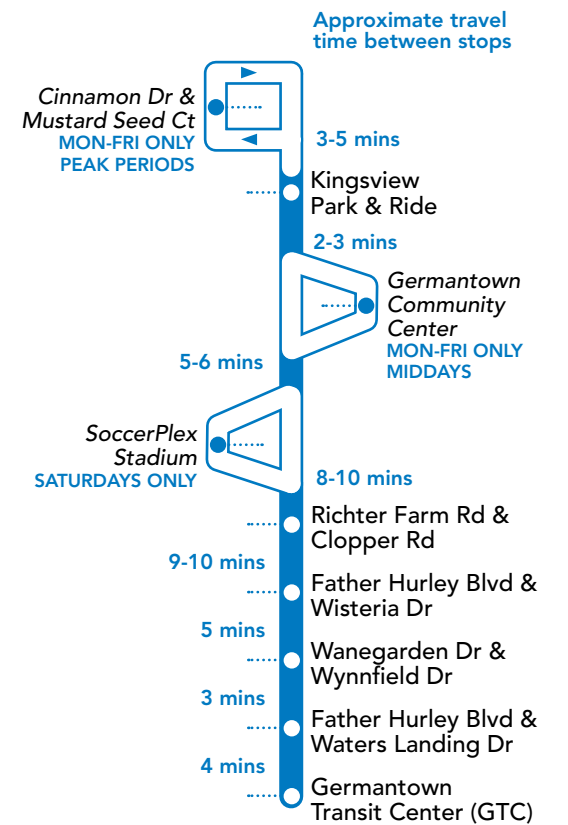 Approximate travel
time between stops
Cinnamon Dr &
Mustard Seed Ct
MON-FRI ONLY
PEAK PERIODS
3-5 mins
Kingsview
Park & Ride
2-3 mins
Germantown
Community
Center
MON-FRI ONLY
MIDDAYS
5-6 mins
SoccerPlex
Stadium
SATURDAYS ONLY
8-10 mins
Richter Farm Rd &
Clopper Rd
9-10 mins
Father Hurley Blvd &
Wisteria Dr
5 mins
Wanegarden Dr &
Wynnfield Dr
3 mins
Father Hurley Blvd &
Waters Landing Dr
4 mins
Germantown
Transit Center (GTC)